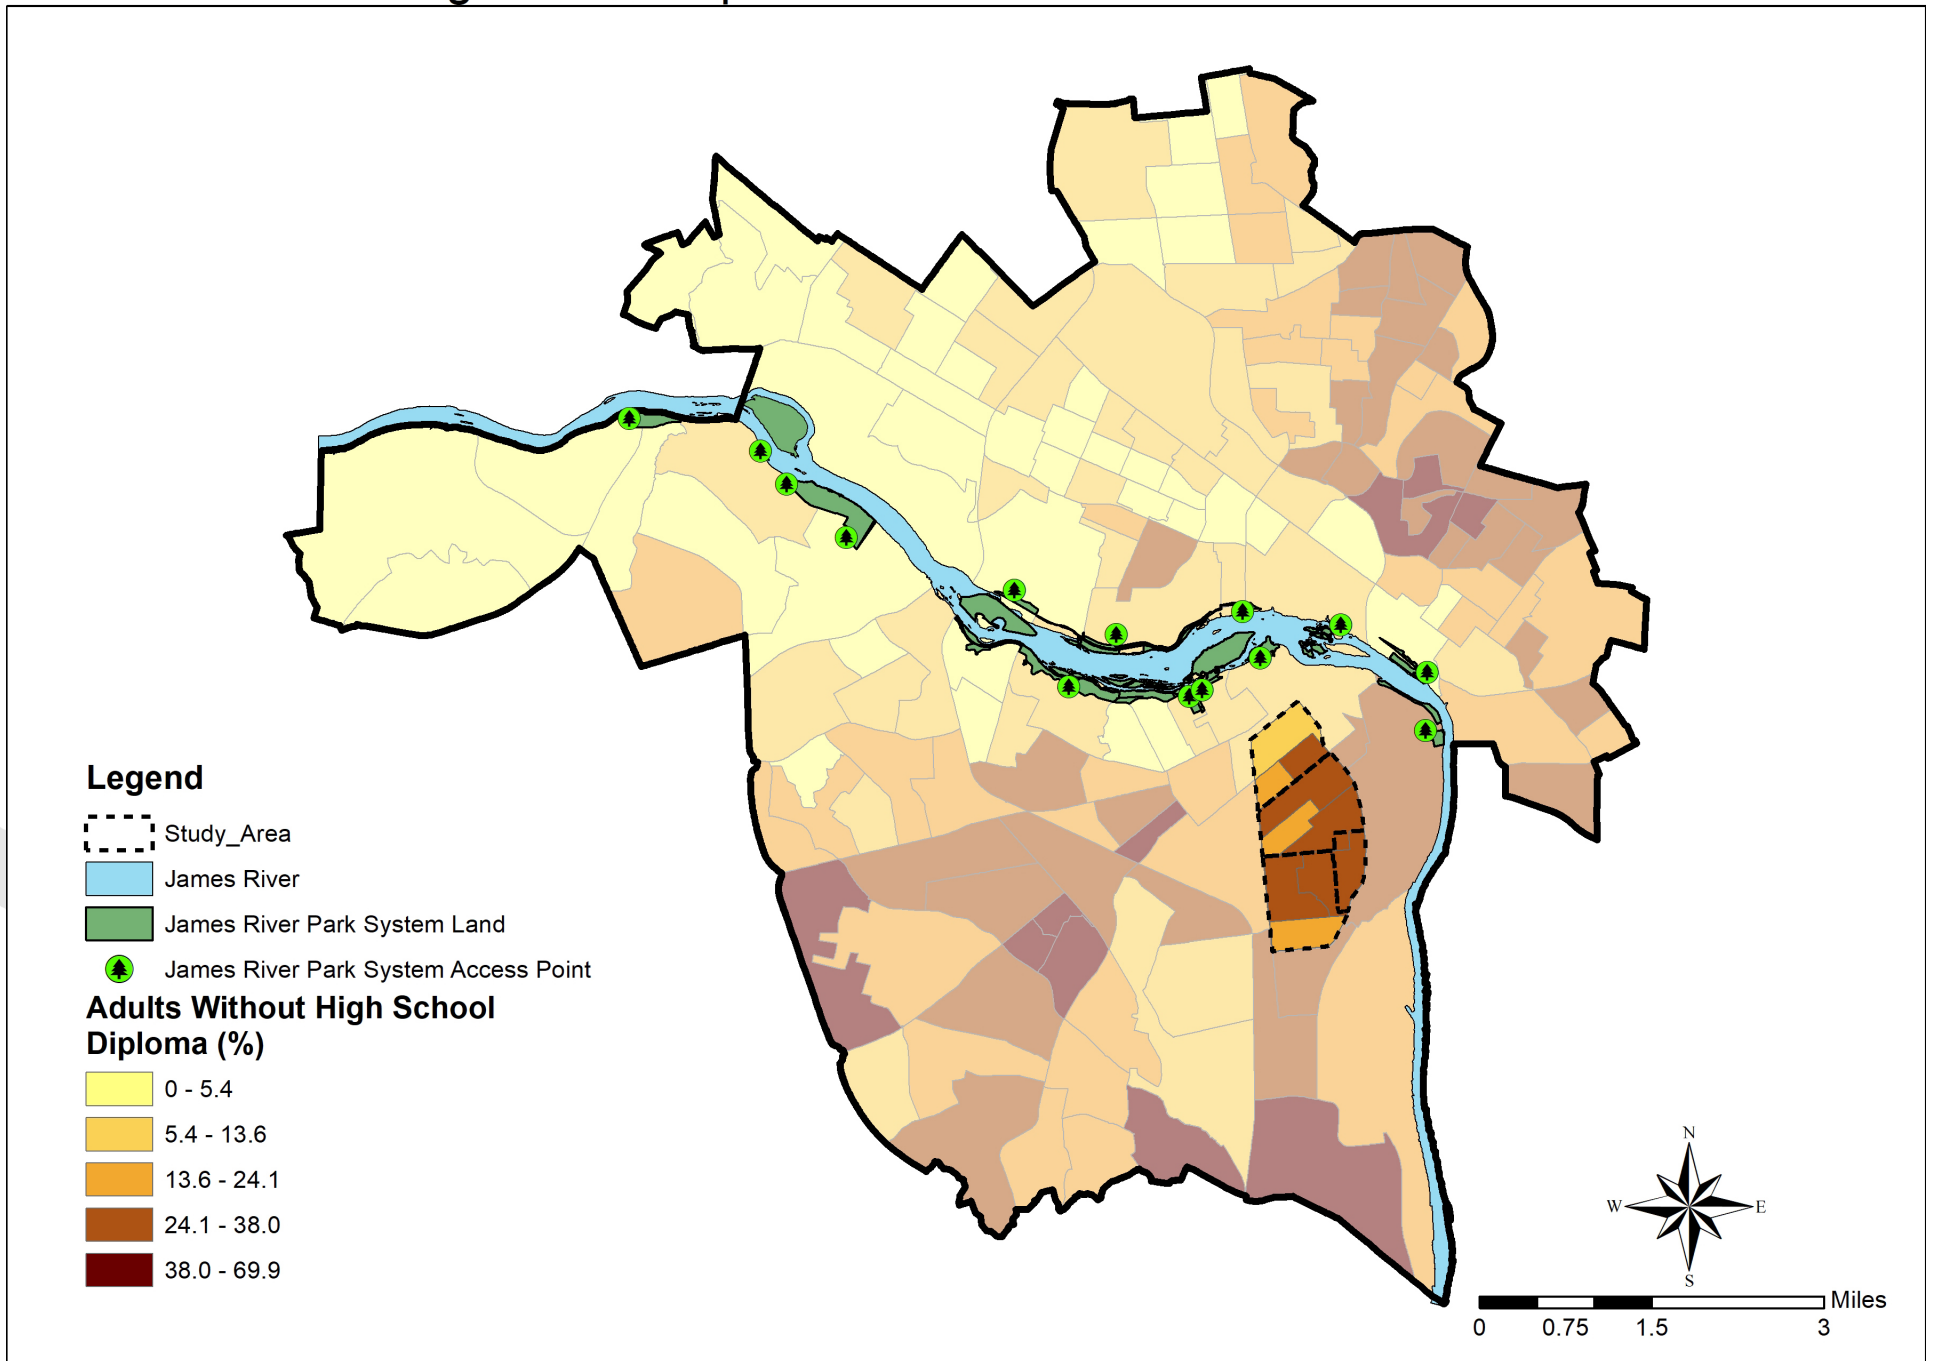 Legend
Study_Area
James River
James River Park System Land
James River Park System Access Point
Adults Without High School
Diploma (%)
0 - 5.4
5.4 - 13.6
13.6 - 24.1
24.1 - 38.0
38.0 - 69.9
N
W
E
S
Miles
0
0.75
1.5
3